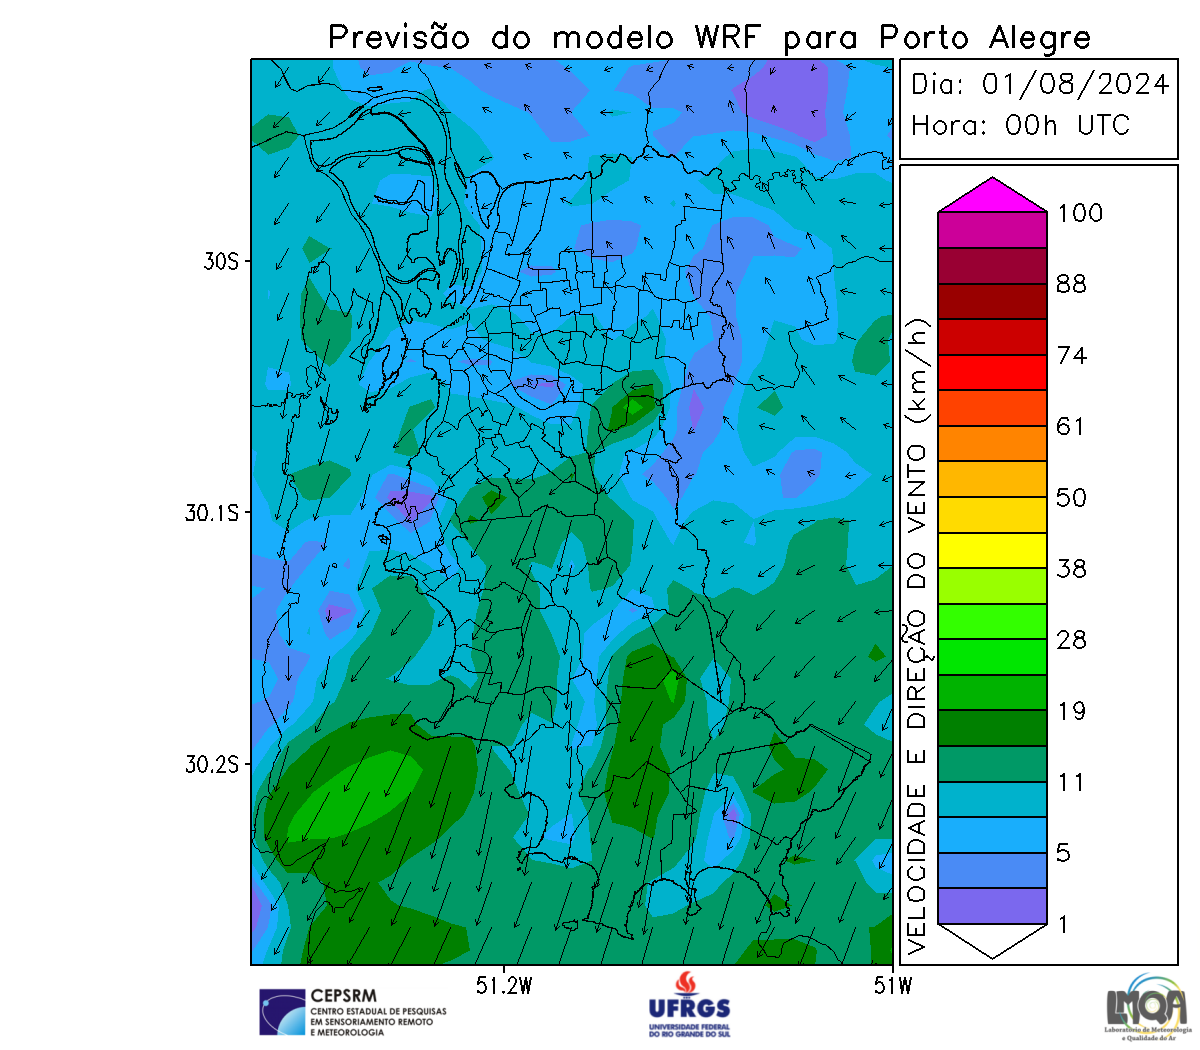 Previsão do modelo WRF para Porto Alegre
Dia: 01/08/2024
Hora: 00h UTC
30S
30.1S
30.2S
51.2W
51W
VELOCIDADE E DIREÇÃO DO VENTO (km/h)
100
88
74
61
50
38
28
19
11
5
1
CEPSRM
CENTRO ESTADUAL DE PESQUISAS
EM SENSORIAMENTO REMOTO
E METEOROLOGIA
UFRGS
UNIVERSIDADE FEDERAL
DO RIO GRANDE DO SUL
LMQA
Laboratório de Meteorologia
e Qualidade do Ar